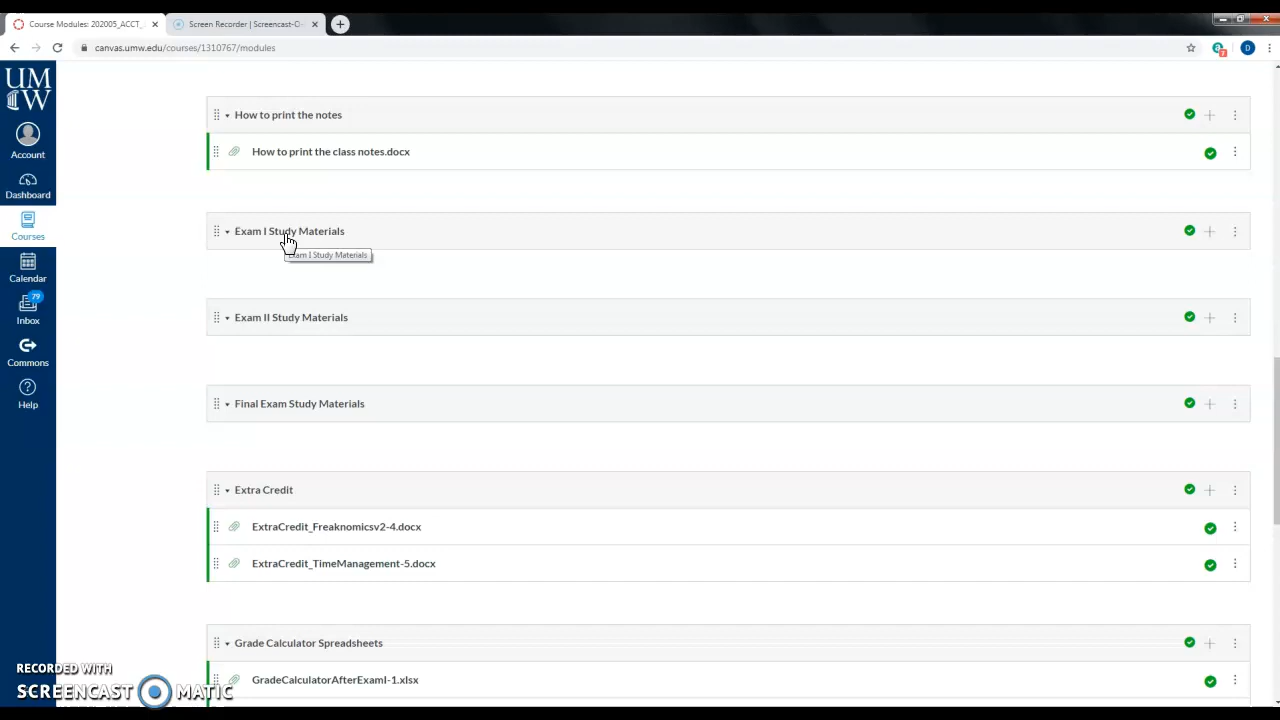 Course Modules: 202005_ACCT_
Screen Recorder | Screencast-O-
canvas.umw.edu/courses/1310767/modules
UMW
Account
Dashboard
Courses
Calendar
79
Inbox
Commons
Help
How to print the notes
How to print the class notes.docx
Exam I Study Materials
Exam I Study Materials
Exam II Study Materials
Final Exam Study Materials
Extra Credit
ExtraCredit_Freaknomicsv2-4.docx
ExtraCredit_TimeManagement-5.docx
Grade Calculator Spreadsheets
GradeCalculatorAfterExamI-1.xlsx
RECORDED WITH
SCREENCAST MATIC
D